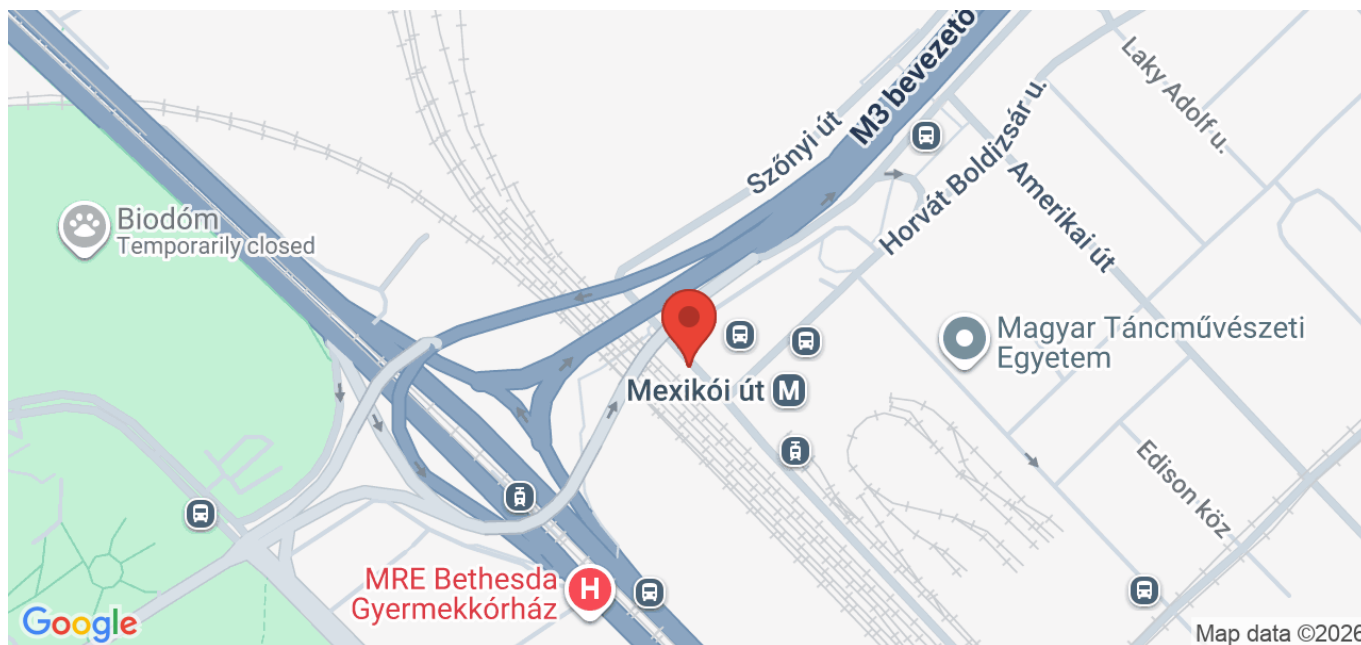 Laky Adolf u.
M3 bevezető
Szőnyi út
Horvát Boldizsár u.
Amerikai út
Biodóm
Temporarily closed
Magyar Táncművészeti
Egyetem
Mexikói út M
Edison köz
MRE Bethesda
Gyermekkórház
H
Google
Map data ©2026